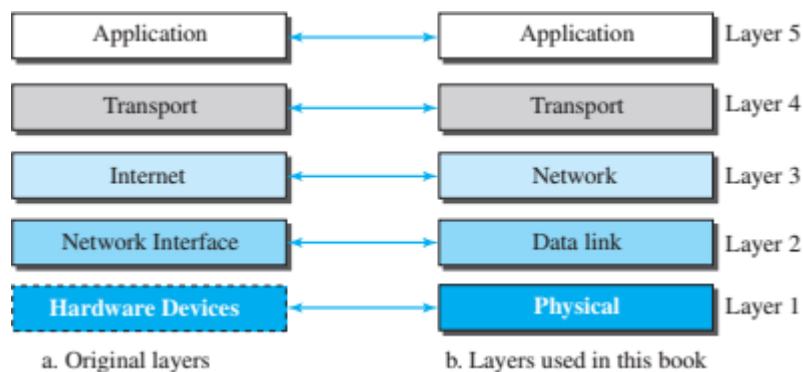 Application Application Layer 5
Transport Transport Layer 4
Internet Network Layer 3
Network Interface Data link Layer 2
Hardware Devices Physical Layer 1
a. Original layers b. Layers used in this book